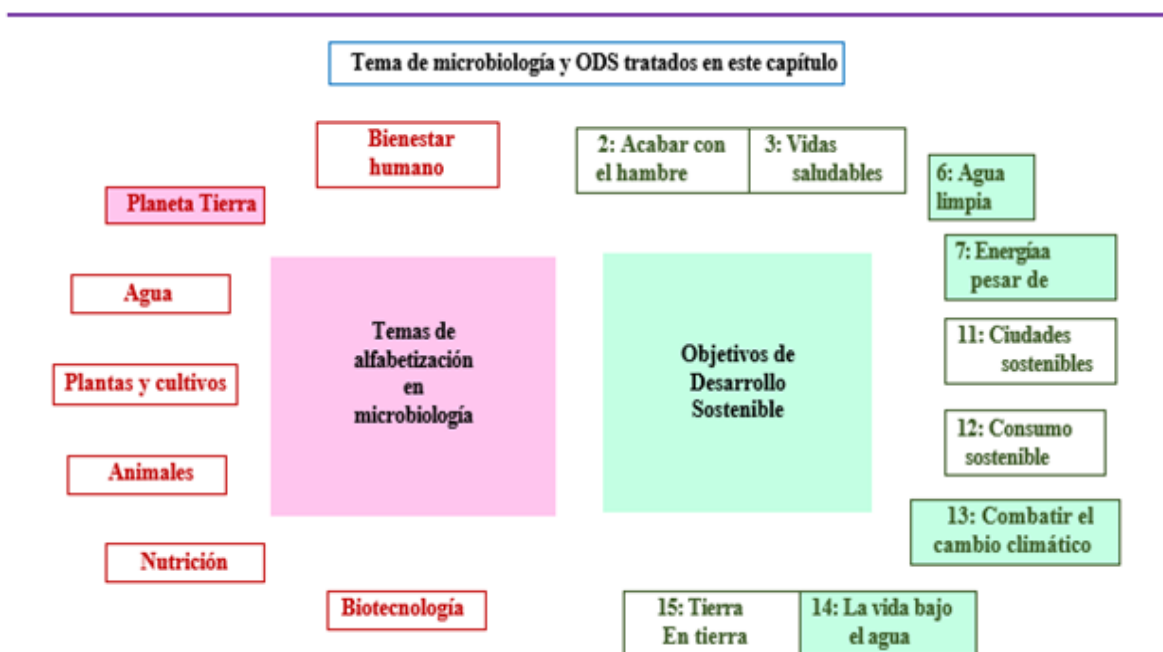 Tema de microbiología y ODS tratados en este capítulo
Bienestar
humano
Planeta Tierra
Agua
Plantas y cultivos
Animales
Nutrición
Biotecnología
Temas de
alfabetización
en
microbiología
2: Acabar con
el hambre
3: Vidas
saludables
6: Agua
limpia
7: Energíaa
pesar de
11: Ciudades
sostenibles
12: Consumo
sostenible
13: Combatir el
cambio climático
14: La vida bajo
el agua
15: Tierra
En tierra
Objetivos de
Desarrollo
Sostenible